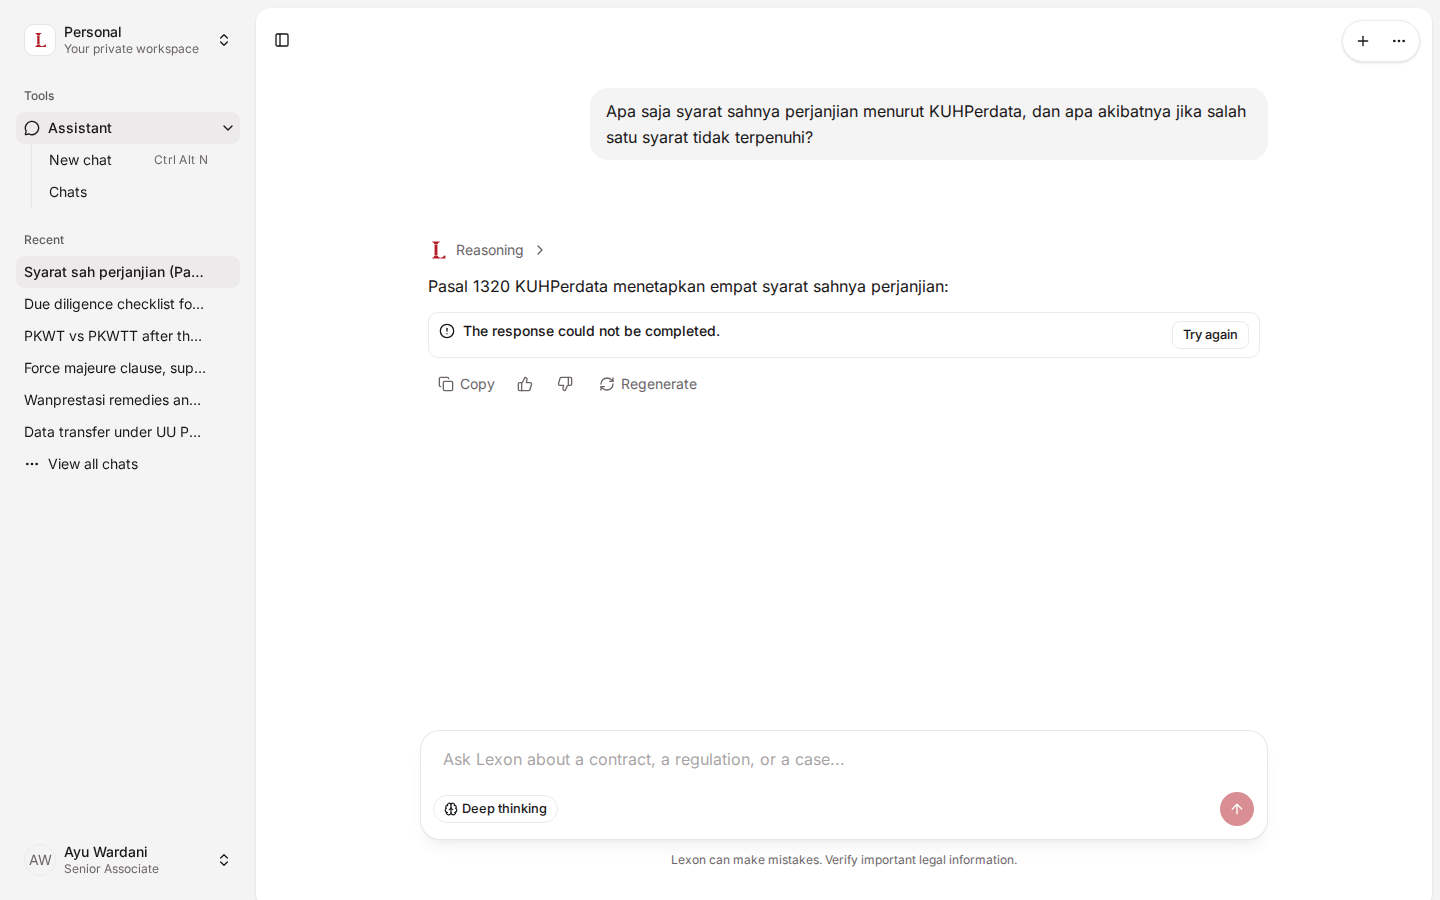 L
Personal
Your private workspace
Tools
Assistant
New chat Ctrl Alt N
Chats
Recent
Syarat sah perjanjian (Pa...
Due diligence checklist fo...
PKWT vs PKWTT after th...
Force majeure clause, sup...
Wanprestasi remedies an...
Data transfer under UU P...
View all chats
AW
Ayu Wardani
Senior Associate
Apa saja syarat sahnya perjanjian menurut KUHPerdata, dan apa akibatnya jika salah
satu syarat tidak terpenuhi?
L Reasoning
Pasal 1320 KUHPerdata menetapkan empat syarat sahnya perjanjian:
The response could not be completed. Try again
Copy Regenerate
Ask Lexon about a contract, a regulation, or a case...
Deep thinking
Lexon can make mistakes. Verify important legal information.